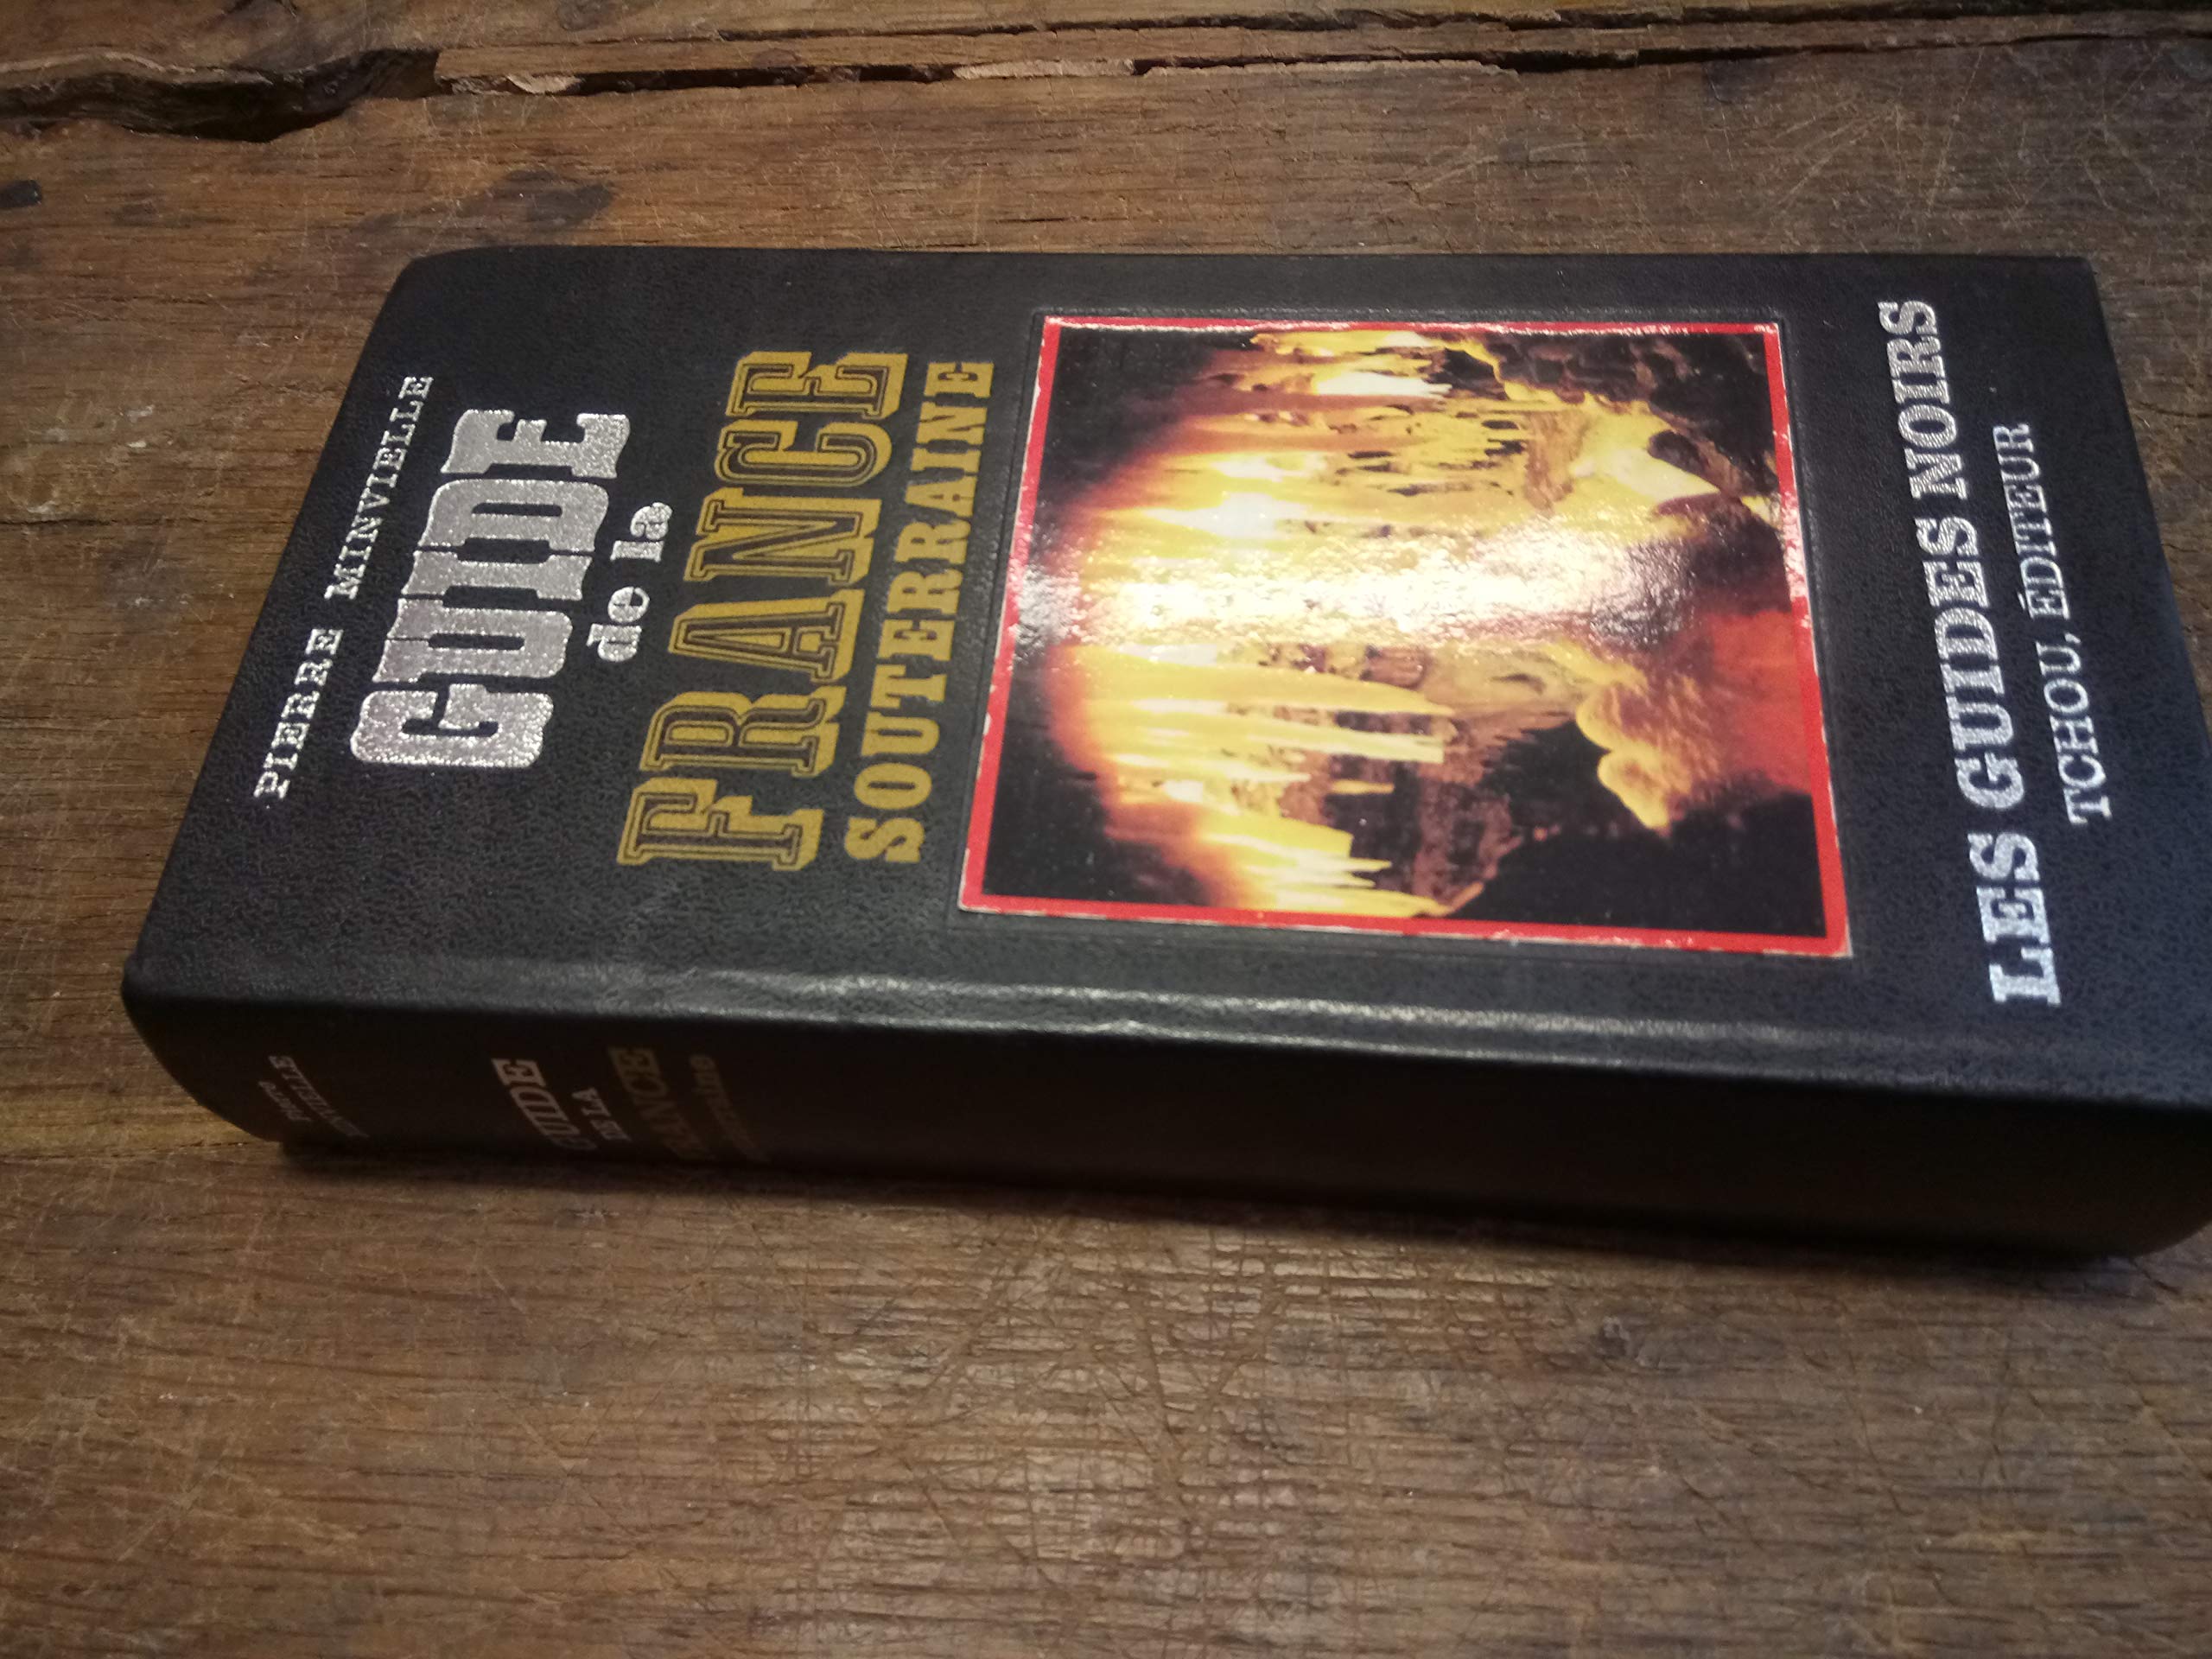 PIERRE MINVIELLE
GUIDE
de la
FRANCE
SOUTERRAINE
LES GUIDES NOIRS
TCHOU, ÉDITEUR
GUIDE
DE LA
FRANCE